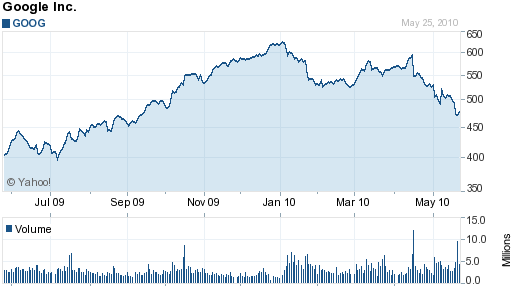 Google Inc.
GOOG May 25, 2010
650
600
550
500
450
400
350
© Yahoo!
Jul 09 Sep 09 Nov 09 Jan 10 Mar 10 May 10
Volume
15.0
10.0
5.0
0.0
Millions